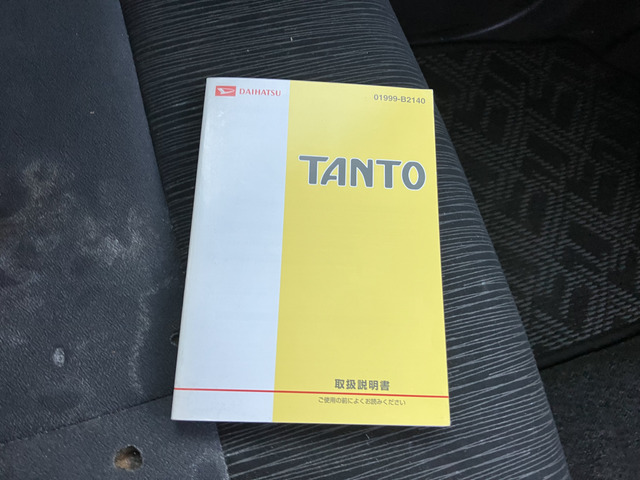 DAIHATSU
01999-B2140
TANTO
取扱説明書
ご使用の前によくお読みください